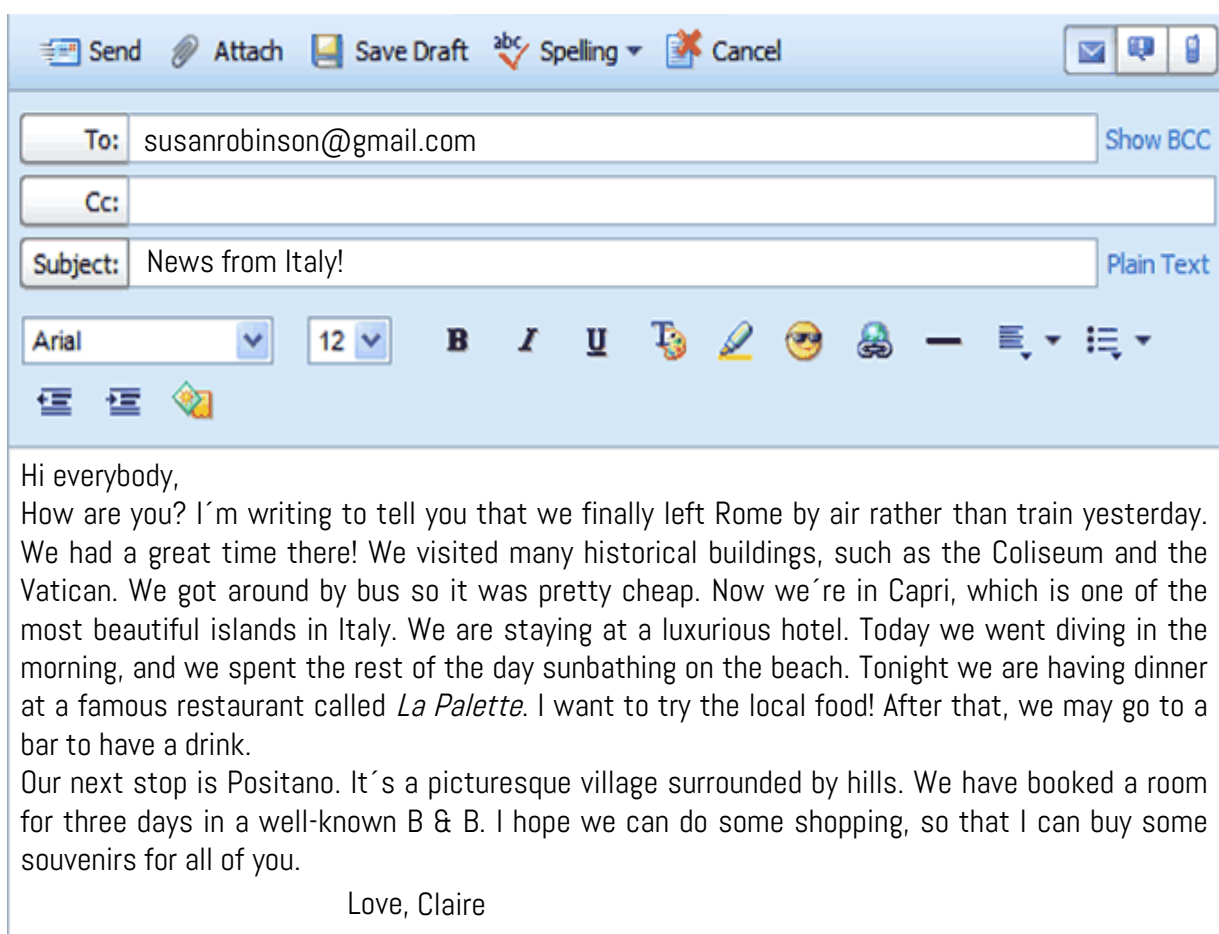 Send Attach Save Draft abc Spelling Cancel
To: susanrobinson@gmail.com Show BCC
Cc:
Subject: News from Italy! Plain Text
Arial 12 B I U T
Hi everybody,
How are you? I´m writing to tell you that we finally left Rome by air rather than train yesterday.
We had a great time there! We visited many historical buildings, such as the Coliseum and the
Vatican. We got around by bus so it was pretty cheap. Now we´re in Capri, which is one of the
most beautiful islands in Italy. We are staying at a luxurious hotel. Today we went diving in the
morning, and we spent the rest of the day sunbathing on the beach. Tonight we are having dinner
at a famous restaurant called La Palette. I want to try the local food! After that, we may go to a
bar to have a drink.
Our next stop is Positano. It´s a picturesque village surrounded by hills. We have booked a room
for three days in a well-known B & B. I hope we can do some shopping, so that I can buy some
souvenirs for all of you.
Love, Claire